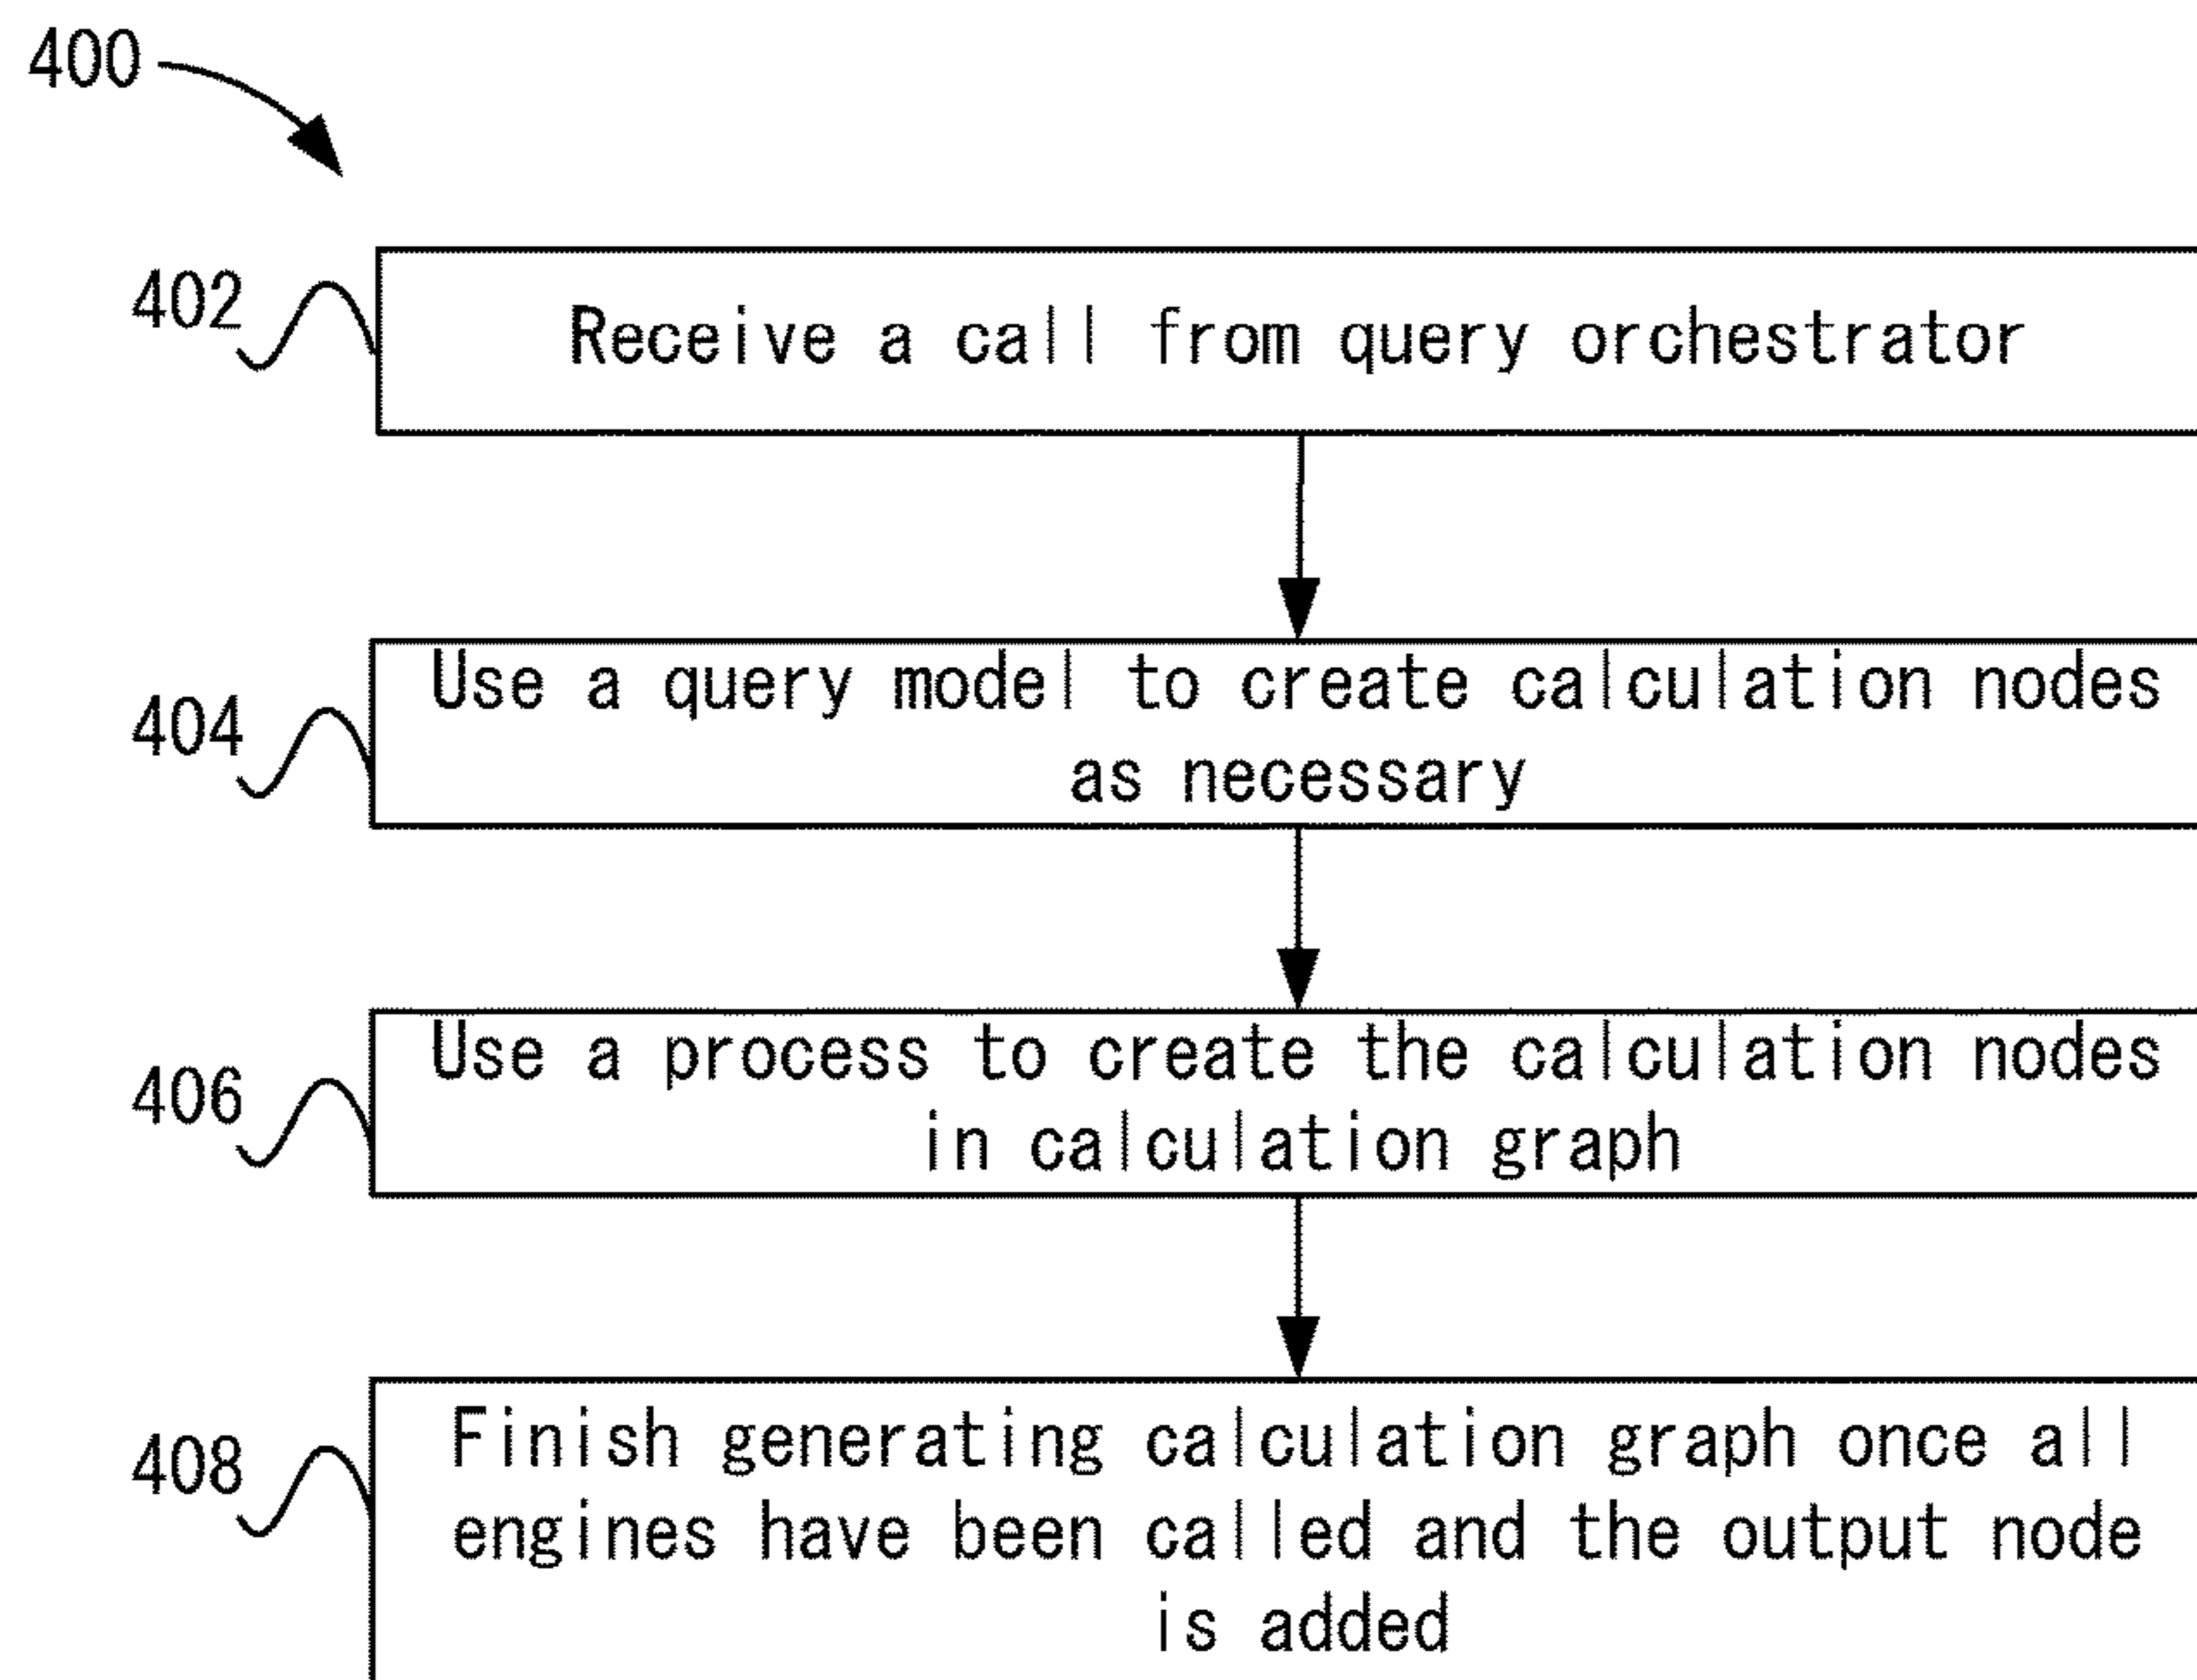 400
402
Receive a call from query orchestrator
404
Use a query model to create calculation nodes
as necessary
406
Use a process to create the calculation nodes
in calculation graph
408
Finish generating calculation graph once all
engines have been called and the output node
is added